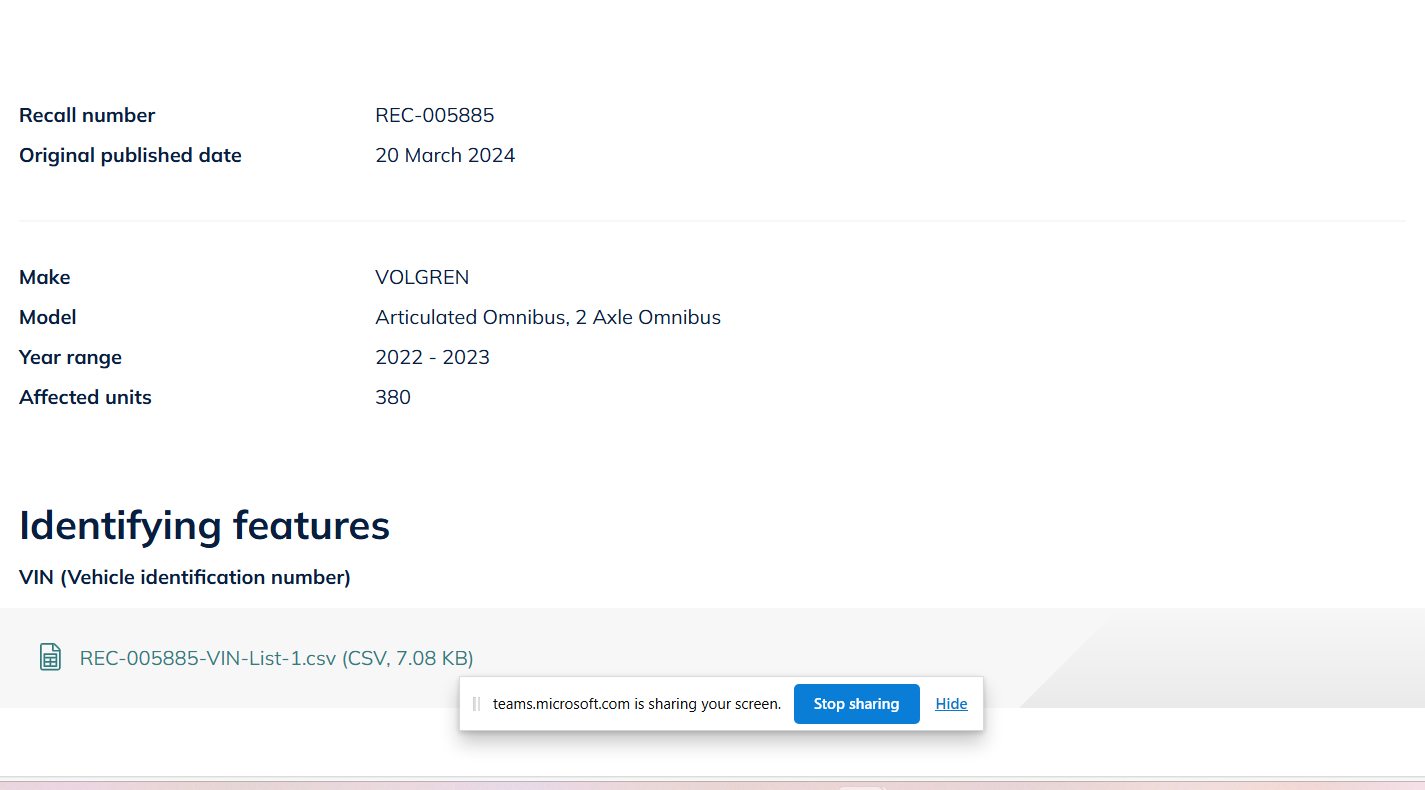 Recall number REC-005885
Original published date 20 March 2024
Make VOLGREN
Model Articulated Omnibus, 2 Axle Omnibus
Year range 2022 - 2023
Affected units 380
Identifying features
VIN (Vehicle identification number)
REC-005885-VIN-List-1.csv (CSV, 7.08 KB)
teams.microsoft.com is sharing your screen. Stop sharing Hide